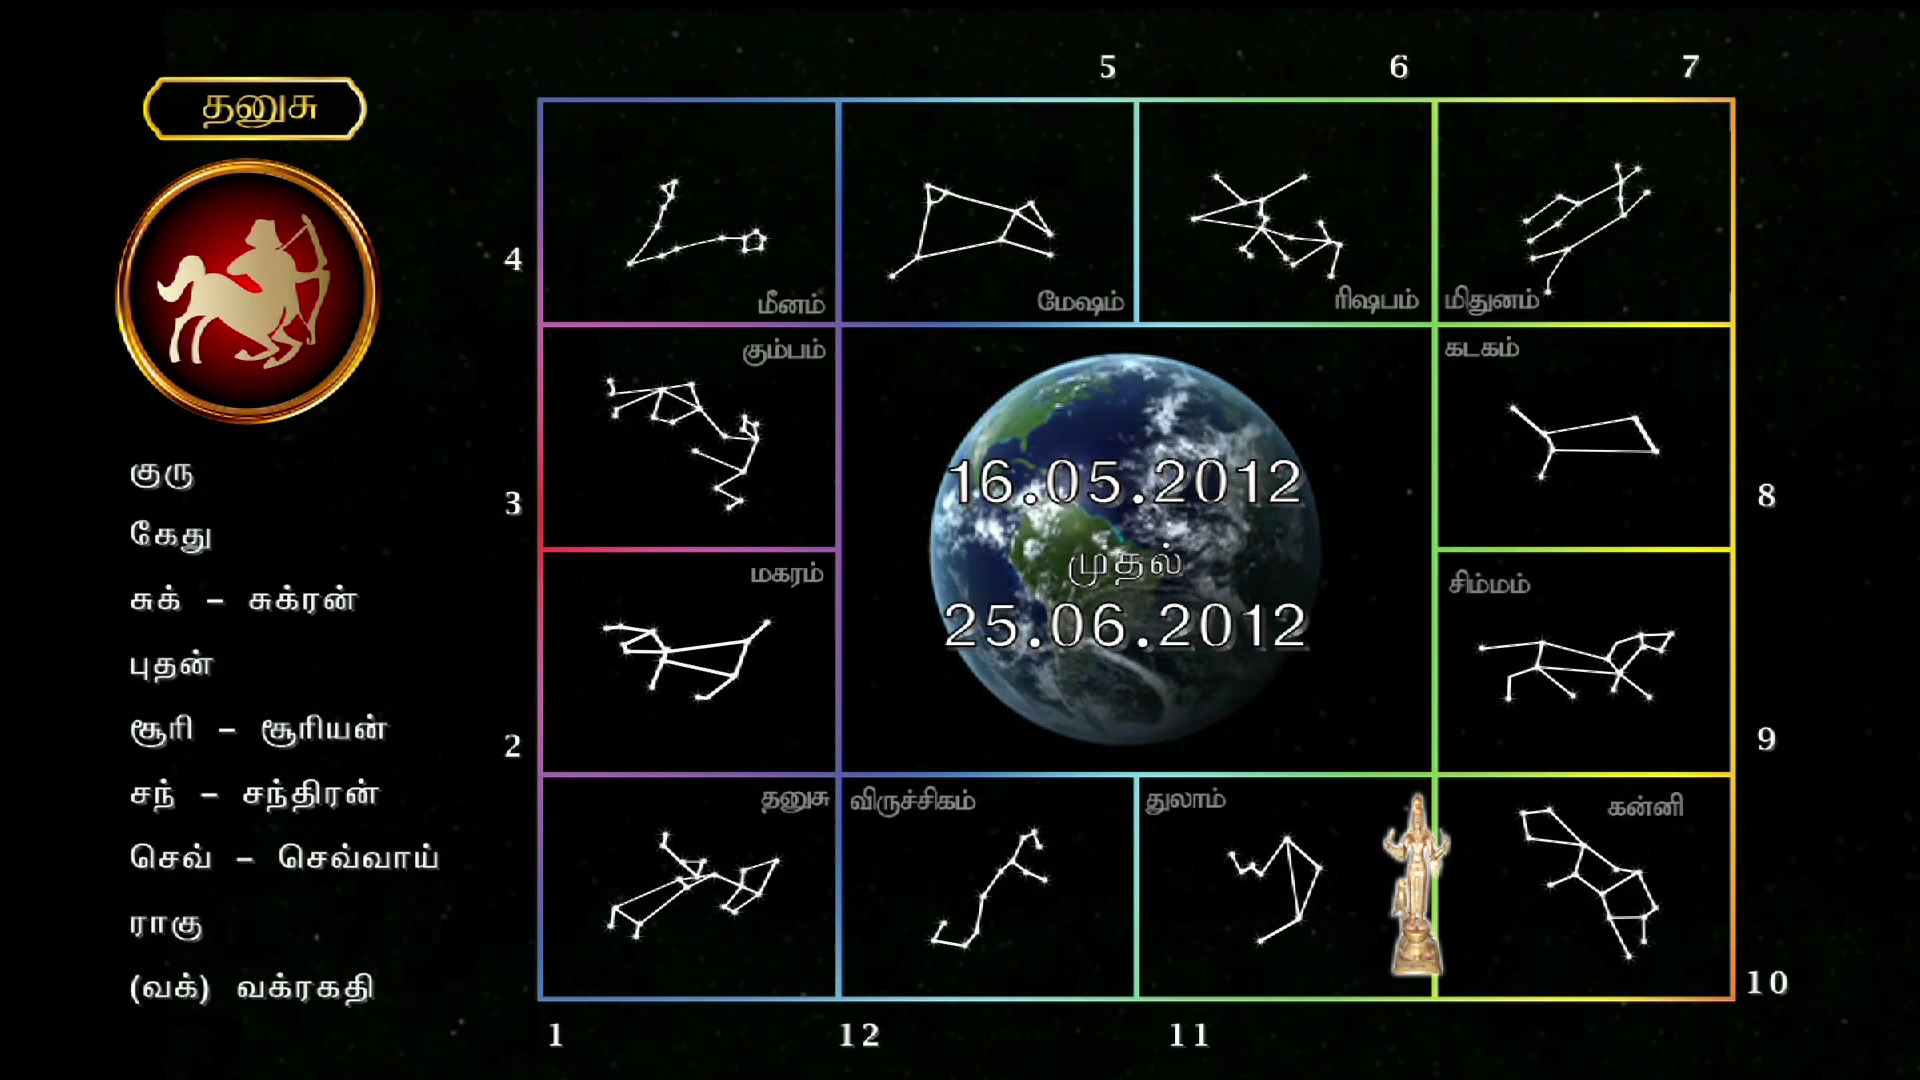 தனுசு
குரு
கேது
சுக் – சுக்ரன்
புதன்
சூரி – சூரியன்
சந் – சந்திரன்
செவ் – செவ்வாய்
ராகு
(வக்) வக்ரகதி
5 6 7
4
மீனம் மேஷம் ரிஷபம் மிதுனம்
கும்பம் கடகம்
3 8
16.05.2012
முதல்
25.06.2012
மகரம் சிம்மம்
2 9
தனுசு விருச்சிகம் துலாம் கன்னி
10
1 12 11